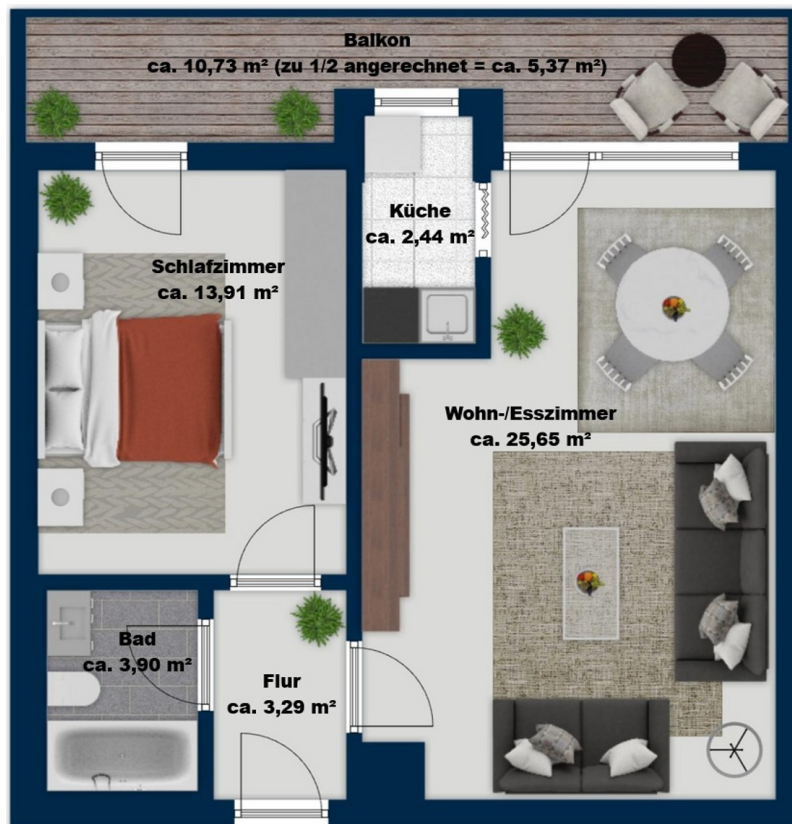 Balkon
ca. 10,73 m² (zu 1/2 angerechnet = ca. 5,37 m²)
Küche
ca. 2,44 m²
Schlafzimmer
ca. 13,91 m²
Wohn-/Esszimmer
ca. 25,65 m²
Bad
ca. 3,90 m²
Flur
ca. 3,29 m²